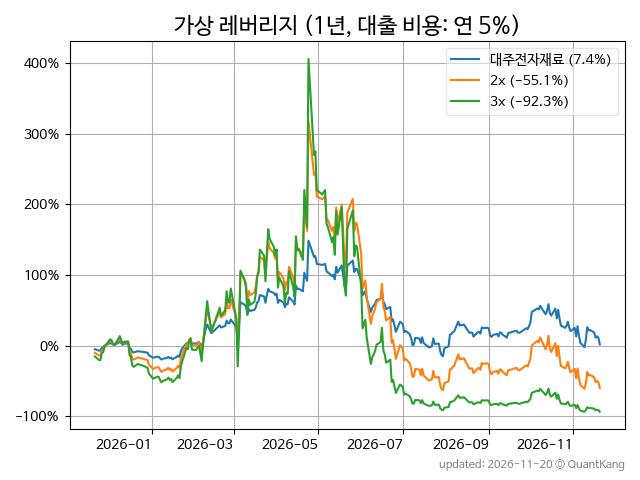 가상 레버리지 (1년, 대출 비용: 연 5%)
대주전자재료 (7.4%)
2x (-55.1%)
3x (-92.3%)
400%
300%
200%
100%
0%
−100%
2026-01 2026-03 2026-05 2026-07 2026-09 2026-11
updated: 2026-11-20 © QuantKang